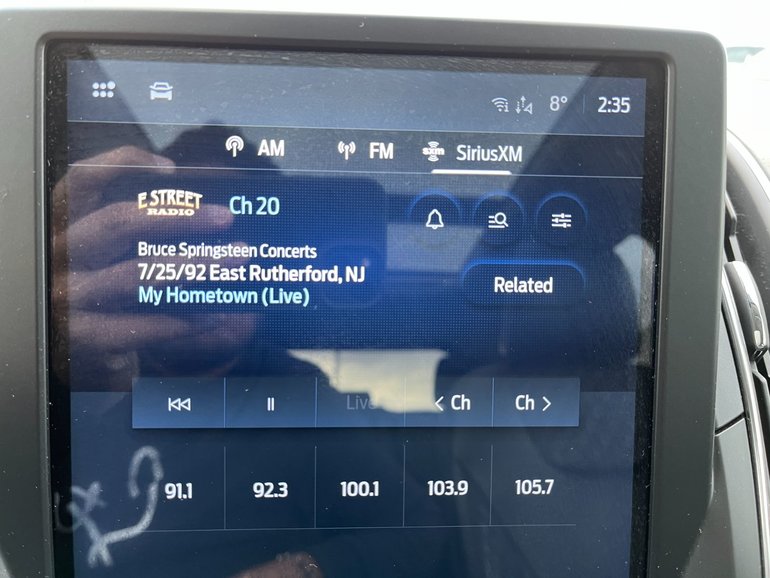 8° 2:35
AM FM sxm SiriusXM
E STREET
RADIO
Ch 20
Bruce Springsteen Concerts
7/25/92 East Rutherford, NJ
My Hometown (Live)
Related
Live < Ch Ch >
91.1 92.3 100.1 103.9 105.7